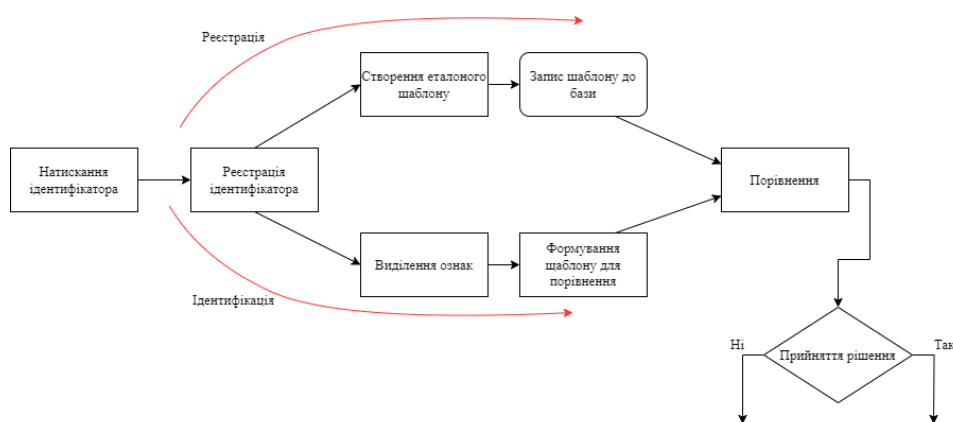 Реєстрація
Створення еталоного
шаблону
Запис шаблону до
бази
Натискання
ідентифікатора
Реєстрація
ідентифікатора
Порівнення
Виділення ознак
Формування
щаблону для
порівнення
Ідентифікація
Ні
Так
Прийняття рішення